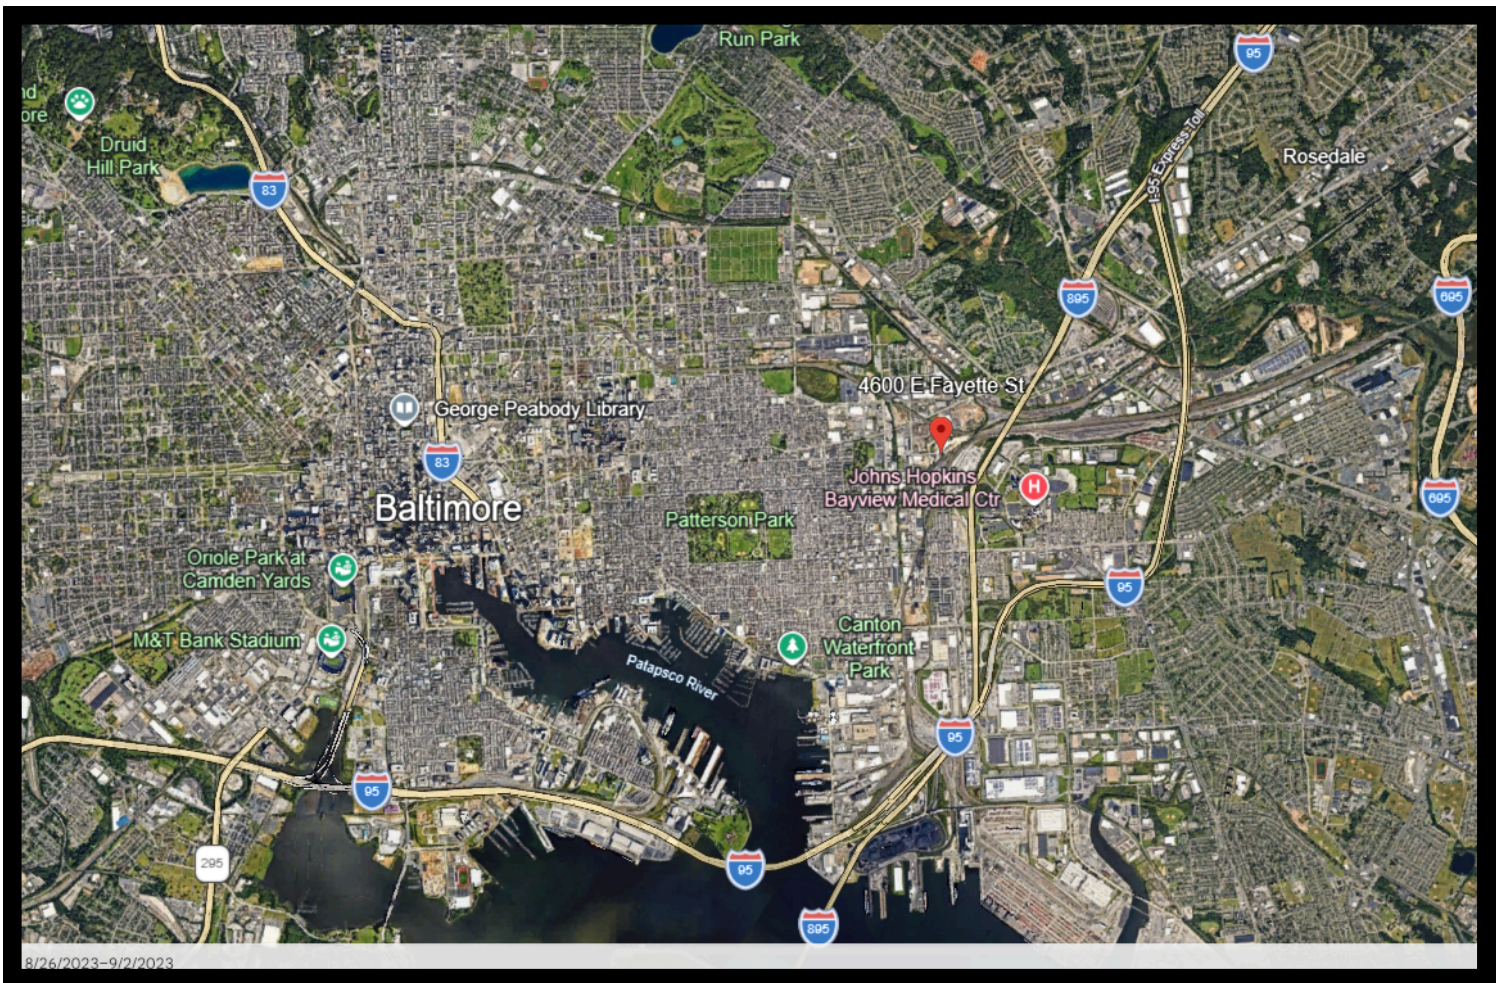 Run Park
95
nd
ore
Druid
Hill Park
I-95 Express Toll
Rosedale
83
895
695
4600 E Fayette St
George Peabody Library
83
Johns Hopkins
Bayview Medical Ctr
H
695
Baltimore
Patterson Park
Oriole Park at
Camden Yards
95
M&T Bank Stadium
Canton
Waterfront
Park
Patapsco River
95
95
295
95
895
8/26/2023-9/2/2023